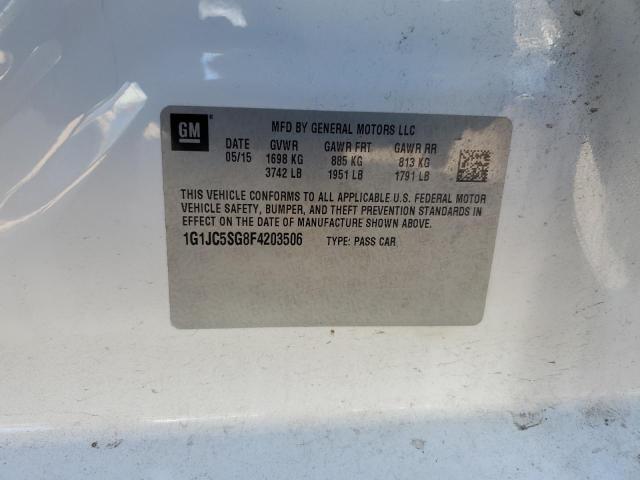 GM MFD BY GENERAL MOTORS LLC
DATE GVWR GAWR FRT GAWR RR
05/15 1698 KG 885 KG 813 KG
3742 LB 1951 LB 1791 LB
THIS VEHICLE CONFORMS TO ALL APPLICABLE U.S. FEDERAL MOTOR
VEHICLE SAFETY, BUMPER, AND THEFT PREVENTION STANDARDS IN
EFFECT ON THE DATE OF MANUFACTURE SHOWN ABOVE.
1G1JC5SG8F4203506 TYPE: PASS CAR